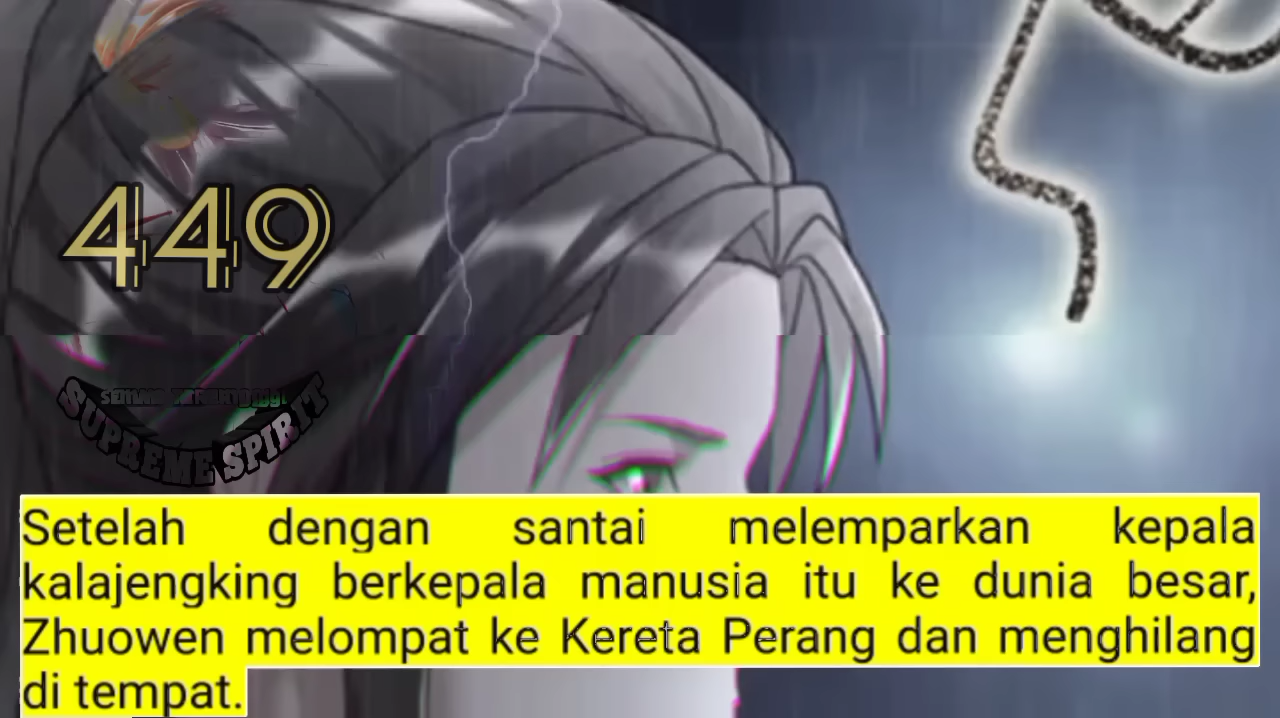 449
SUPREME SPIRIT
Setelah dengan santai melemparkan kepala
kalajengking berkepala manusia itu ke dunia besar,
Zhuowen melompat ke Kereta Perang dan menghilang
di tempat.